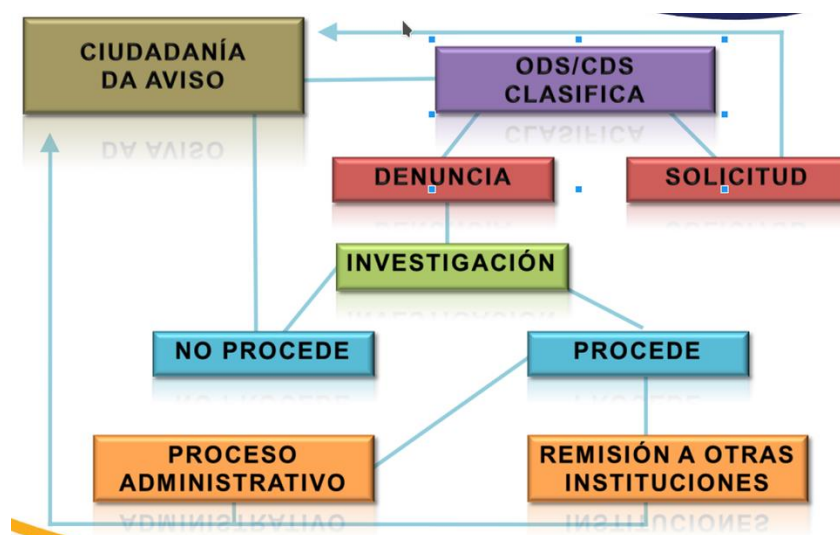 CIUDADANÍA
DA AVISO
ODS/CDS
CLASIFICA
DENUNCIA
SOLICITUD
INVESTIGACIÓN
NO PROCEDE
PROCEDE
PROCESO
ADMINISTRATIVO
REMISIÓN A OTRAS
INSTITUCIONES